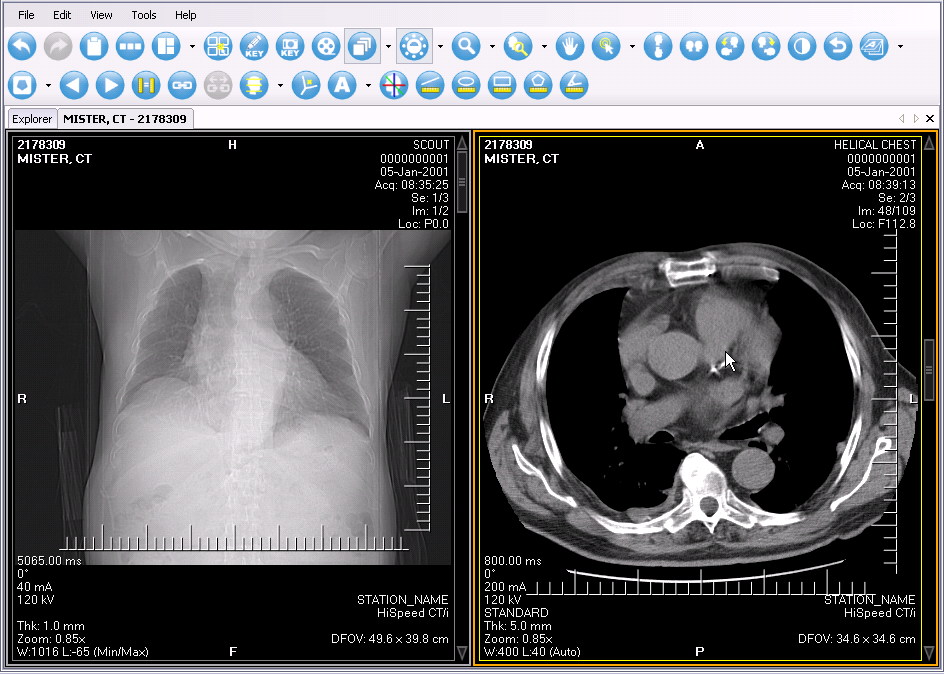 File Edit View Tools Help
KEY KEY A
Explorer MISTER, CT - 2178309
2178309 H SCOUT
MISTER, CT 0000000001
05-Jan-2001
Acq: 08:35:25
Se: 1/3
Im: 1/2
Loc: P0.0
R L
5065.00 ms
0°
40 mA
120 kV STATION_NAME
HiSpeed CT/i
Thk: 1.0 mm
Zoom: 0.85x DFOV: 49.6 x 39.8 cm
W:1016 L:-65 (Min/Max) F
2178309 A HELICAL CHEST
MISTER, CT 0000000001
05-Jan-2001
Acq: 08:39:13
Se: 2/3
Im: 48/109
Loc: F112.8
R L
800.00 ms
0°
200 mA
120 kV STATION_NAME
STANDARD HiSpeed CT/i
Thk: 5.0 mm
Zoom: 0.85x DFOV: 34.6 x 34.6 cm
W:400 L:40 (Auto) P